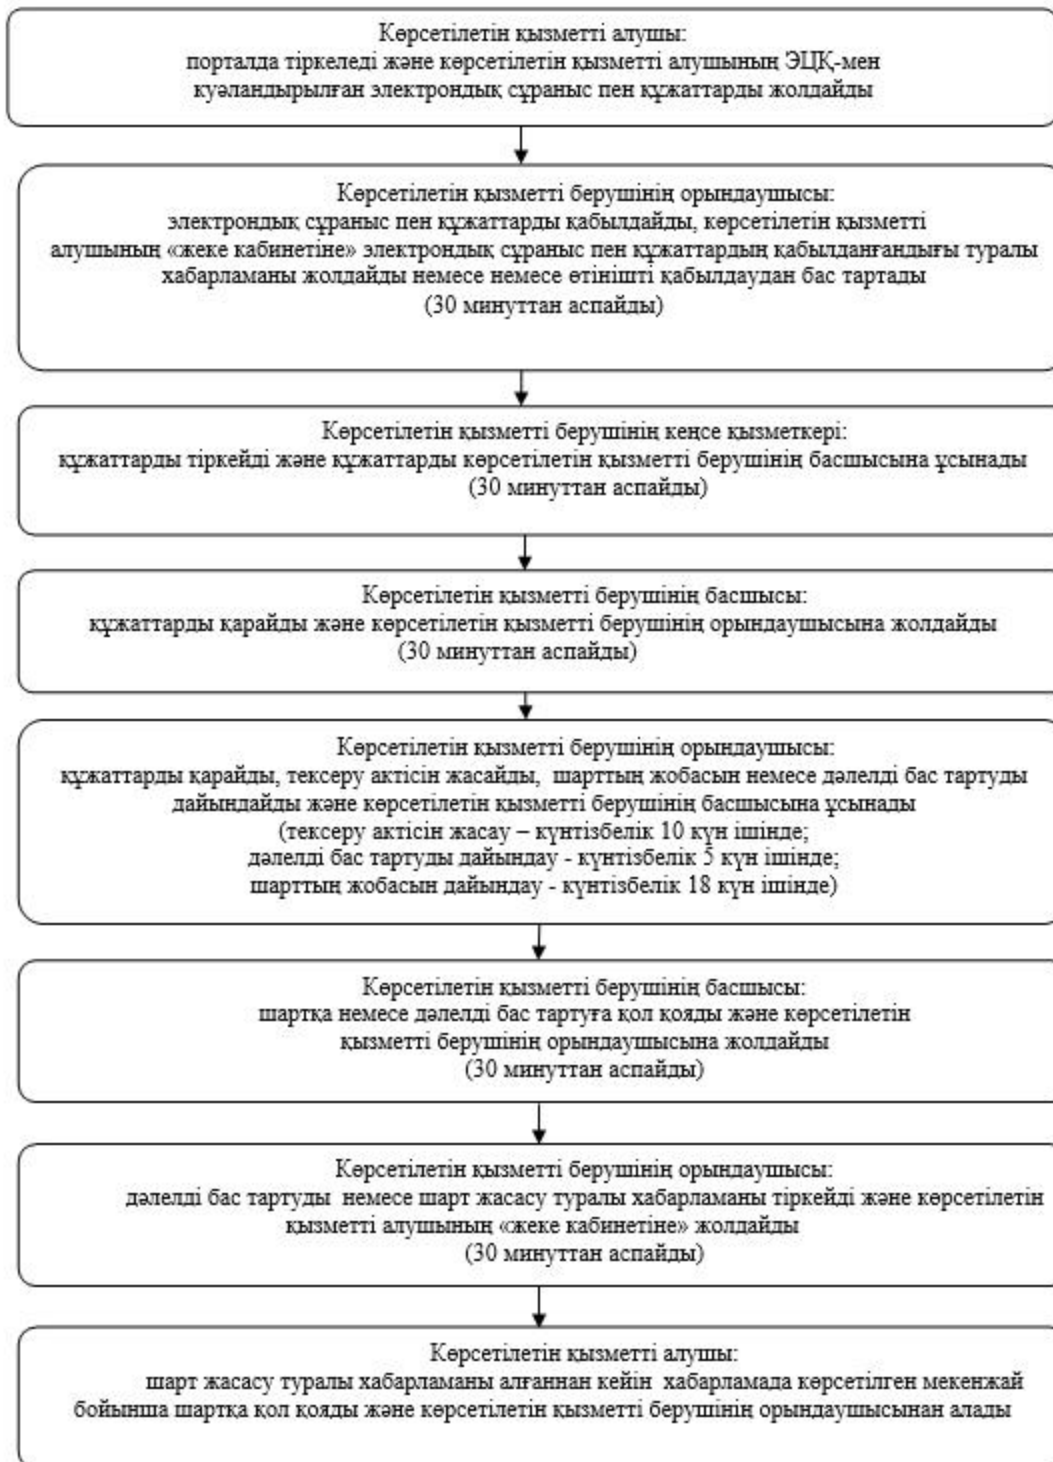 Көрсетілетін қызметті алушы:
порталда тіркеледі және көрсетілетін қызметті алушының ЭЦҚ-мен
куәландырылған электрондық сұраныс пен құжаттарды жолдайды
Көрсетілетін қызметті берушінің орындаушысы:
электрондық сұраныс пен құжаттарды қабылдайды, көрсетілетін қызметті
алушының «жеке кабинетіне» электрондық сұраныс пен құжаттардың қабылданғандығы туралы
хабарламаны жолдайды немесе немесе өтінішті қабылдаудан бас тартады
(30 минуттан аспайды)
Көрсетілетін қызметті берушінің кеңсе қызметкері:
құжаттарды тіркейді және құжаттарды көрсетілетін қызметті берушінің басшысына ұсынады
(30 минуттан аспайды)
Көрсетілетін қызметті берушінің басшысы:
құжаттарды қарайды және көрсетілетін қызметті берушінің орындаушысына жолдайды
(30 минуттан аспайды)
Көрсетілетін қызметті берушінің орындаушысы:
құжаттарды қарайды, тексеру актісін жасайды, шарттың жобасын немесе дәлелді бас тартуды
дайындайды және көрсетілетін қызметті берушінің басшысына ұсынады
(тексеру актісін жасау – күнтізбелік 10 күн ішінде;
дәлелді бас тартуды дайындау - күнтізбелік 5 күн ішінде;
шарттың жобасын дайындау - күнтізбелік 18 күн ішінде)
Көрсетілетін қызметті берушінің басшысы:
шартқа немесе дәлелді бас тартуға қол қояды және көрсетілетін
қызметті берушінің орындаушысына жолдайды
(30 минуттан аспайды)
Көрсетілетін қызметті берушінің орындаушысы:
дәлелді бас тартуды немесе шарт жасасу туралы хабарламаны тіркейді және көрсетілетін
қызметті алушының «жеке кабинетіне» жолдайды
(30 минуттан аспайды)
Көрсетілетін қызметті алушы:
шарт жасасу туралы хабарламаны алғаннан кейін хабарламада көрсетілген мекенжай
бойынша шартқа қол қояды және көрсетілетін қызметті берушінің орындаушысынан алады